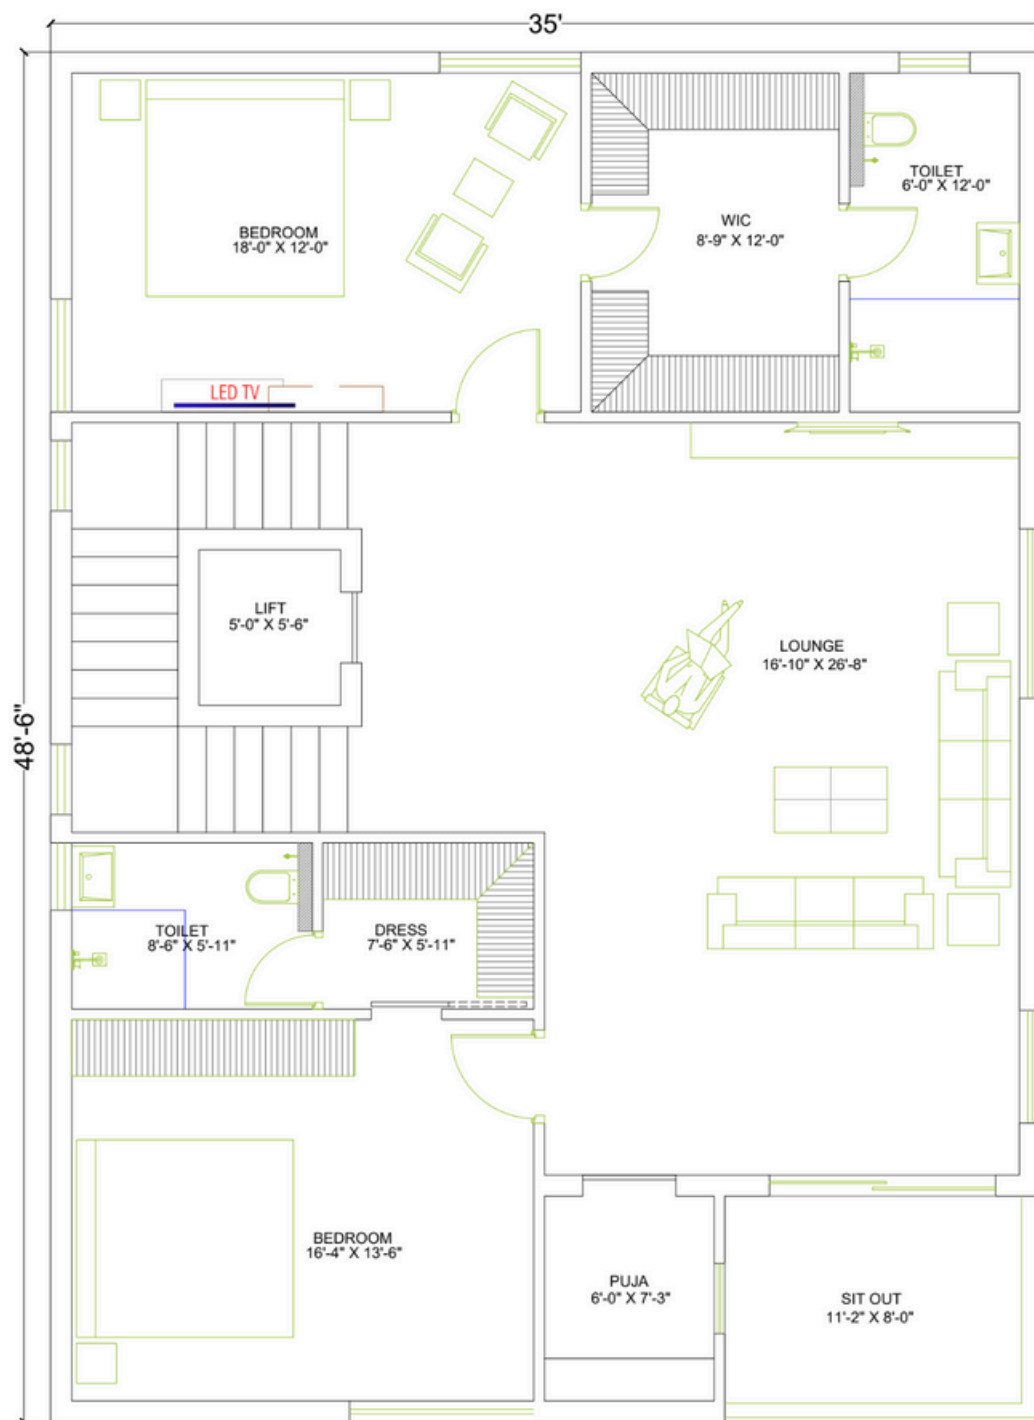 35'
48'-6"
BEDROOM
18'-0" X 12'-0"
WIC
8'-9" X 12'-0"
TOILET
6'-0" X 12'-0"
LED TV
LIFT
5'-0" X 5'-6"
LOUNGE
16'-10" X 26'-8"
TOILET
8'-6" X 5'-11"
DRESS
7'-6" X 5'-11"
BEDROOM
16'-4" X 13'-6"
PUJA
6'-0" X 7'-3"
SIT OUT
11'-2" X 8'-0"